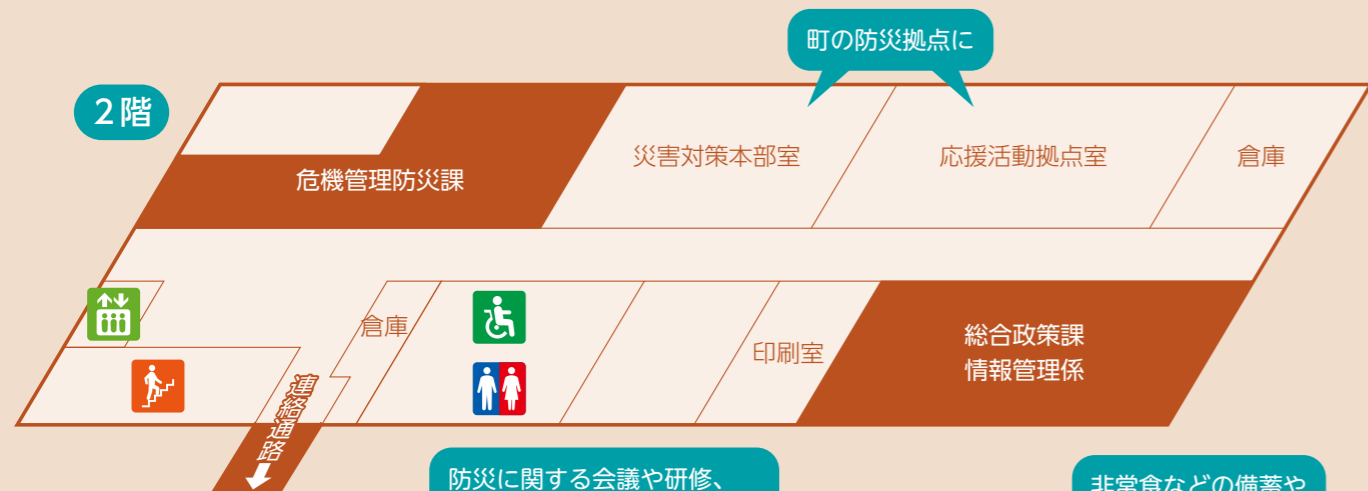 町の防災拠点に
２階
災害対策本部室
応援活動拠点室
倉庫
危機管理防災課
倉庫
印刷室
総合政策課
情報管理係
連絡通路
防災に関する会議や研修、
非常食などの備蓄や